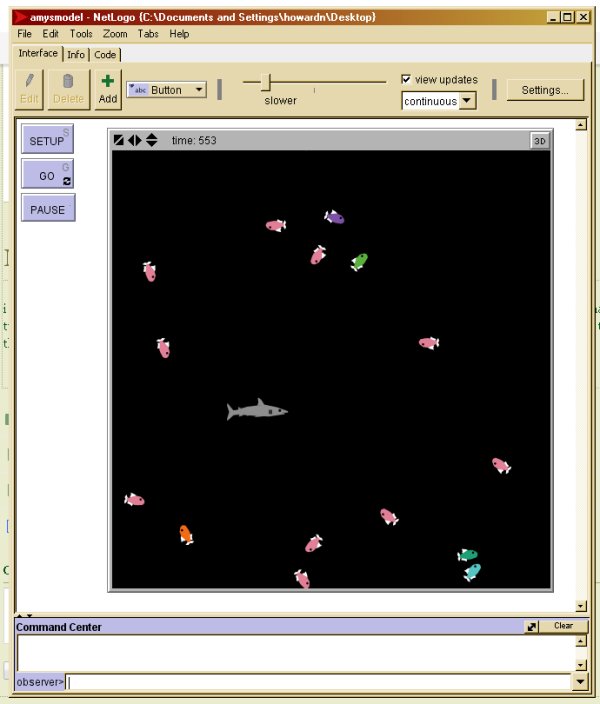 amysmodel - NetLogo {C:\Documents and Settings\howardn\Desktop}
File Edit Tools Zoom Tabs Help
Interface Info Code
Edit Delete Add abc Button slower view updates continuous Settings...
SETUP S
GO G
PAUSE
time: 553 3D
Command Center Clear
observer>